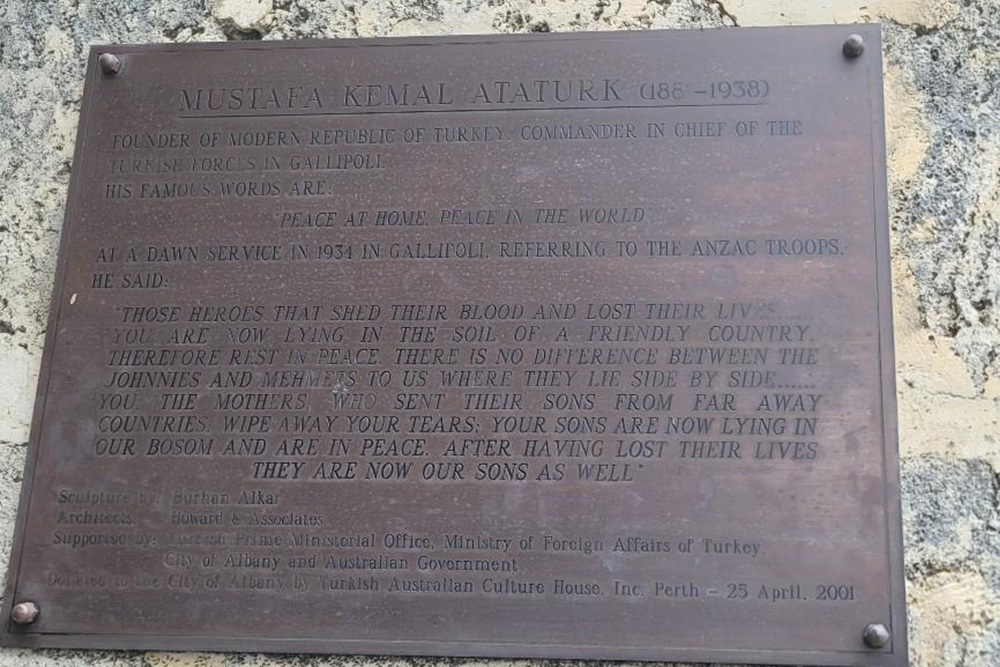 MUSTAFA KEMAL ATATURK (188 -1938)
FOUNDER OF MODERN REPUBLIC OF TURKEY, COMMANDER IN CHIEF OF THE
TURKISH FORCES IN GALLIPOLI.
HIS FAMOUS WORDS ARE:
"PEACE AT HOME, PEACE IN THE WORLD"
AT A DAWN SERVICE IN 1934 IN GALLIPOLI, REFERRING TO THE ANZAC TROOPS,
HE SAID:
"THOSE HEROES THAT SHED THEIR BLOOD AND LOST THEIR LIVES......
YOU ARE NOW LYING IN THE SOIL OF A FRIENDLY COUNTRY.
THEREFORE REST IN PEACE. THERE IS NO DIFFERENCE BETWEEN THE
JOHNNIES AND MEHMETS TO US WHERE THEY LIE SIDE BY SIDE......
YOU, THE MOTHERS, WHO SENT THEIR SONS FROM FAR AWAY
COUNTRIES, WIPE AWAY YOUR TEARS; YOUR SONS ARE NOW LYING IN
OUR BOSOM AND ARE IN PEACE. AFTER HAVING LOST THEIR LIVES
THEY ARE NOW OUR SONS AS WELL"
Sculpture by: Burhan Alkar
Architects: Howard & Associates
Supported by: Turkish Prime Ministerial Office, Ministry of Foreign Affairs of Turkey,
City of Albany and Australian Government
Donated to the City of Albany by Turkish Australian Culture House, Inc. Perth - 25 April, 2001